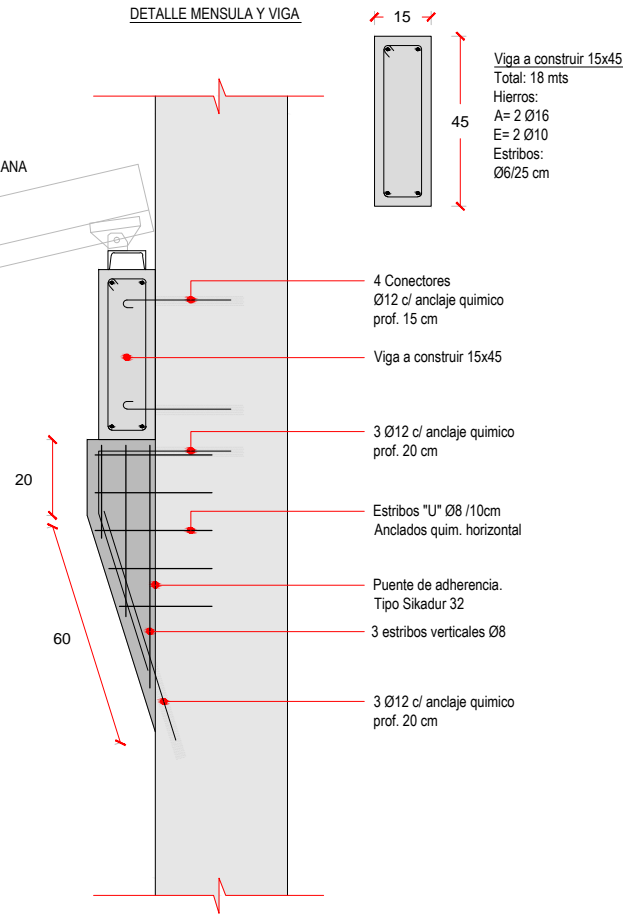 DETALLE MENSULA Y VIGA
15
45
Viga a construir 15x45
Total: 18 mts
Hierros:
A= 2 Ø16
E= 2 Ø10
Estribos:
Ø6/25 cm
ANA
4 Conectores
Ø12 c/ anclaje quimico
prof. 15 cm
Viga a construir 15x45
3 Ø12 c/ anclaje quimico
prof. 20 cm
20
Estribos "U" Ø8 /10cm
Anclados quim. horizontal
Puente de adherencia.
Tipo Sikadur 32
60
3 estribos verticales Ø8
3 Ø12 c/ anclaje quimico
prof. 20 cm